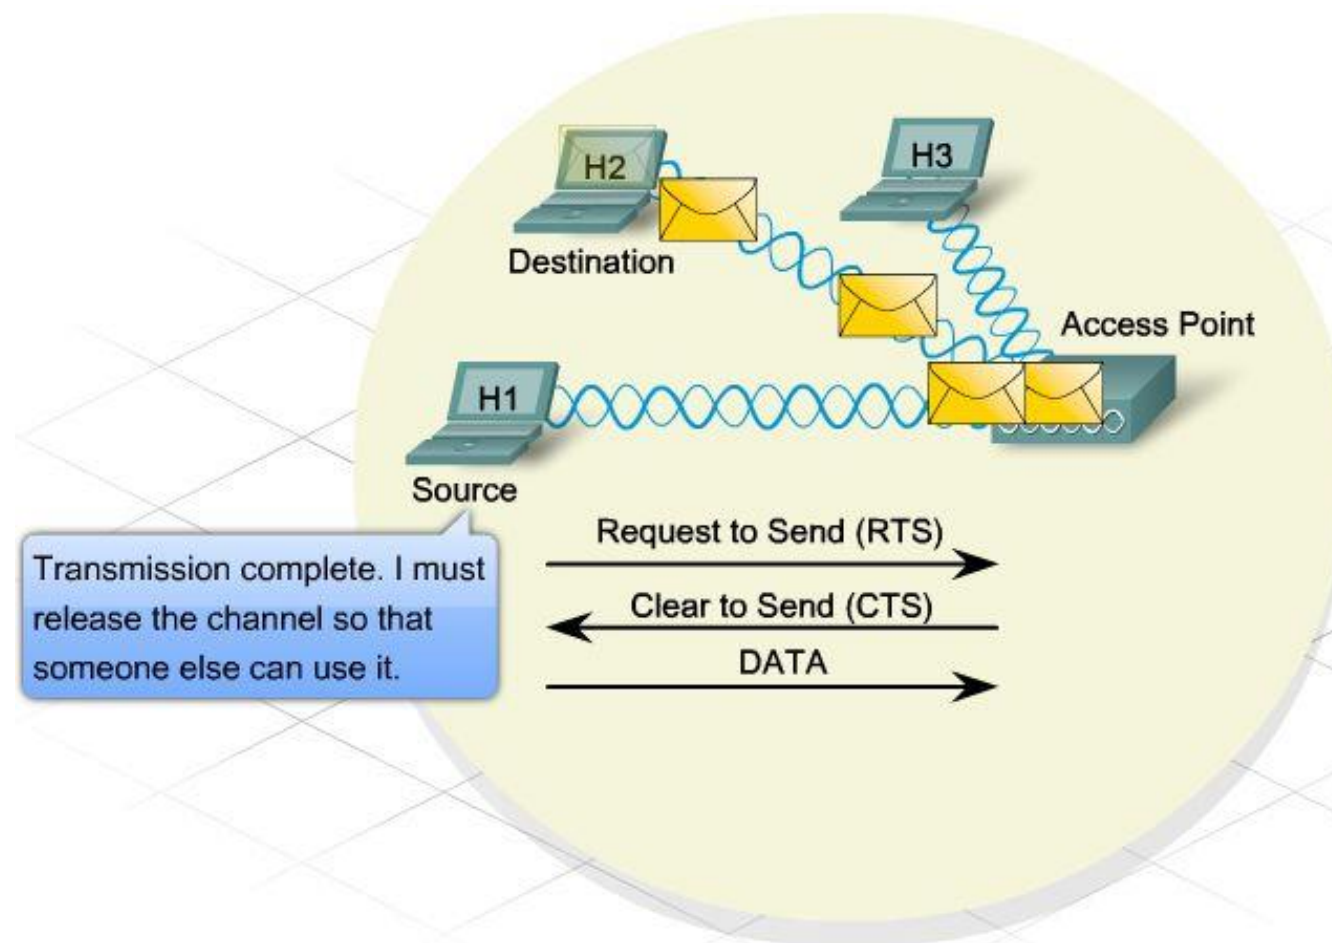 H2
H3
Destination
Access Point
H1
Source
Request to Send (RTS)
Transmission complete. I must
release the channel so that
someone else can use it.
Clear to Send (CTS)
DATA